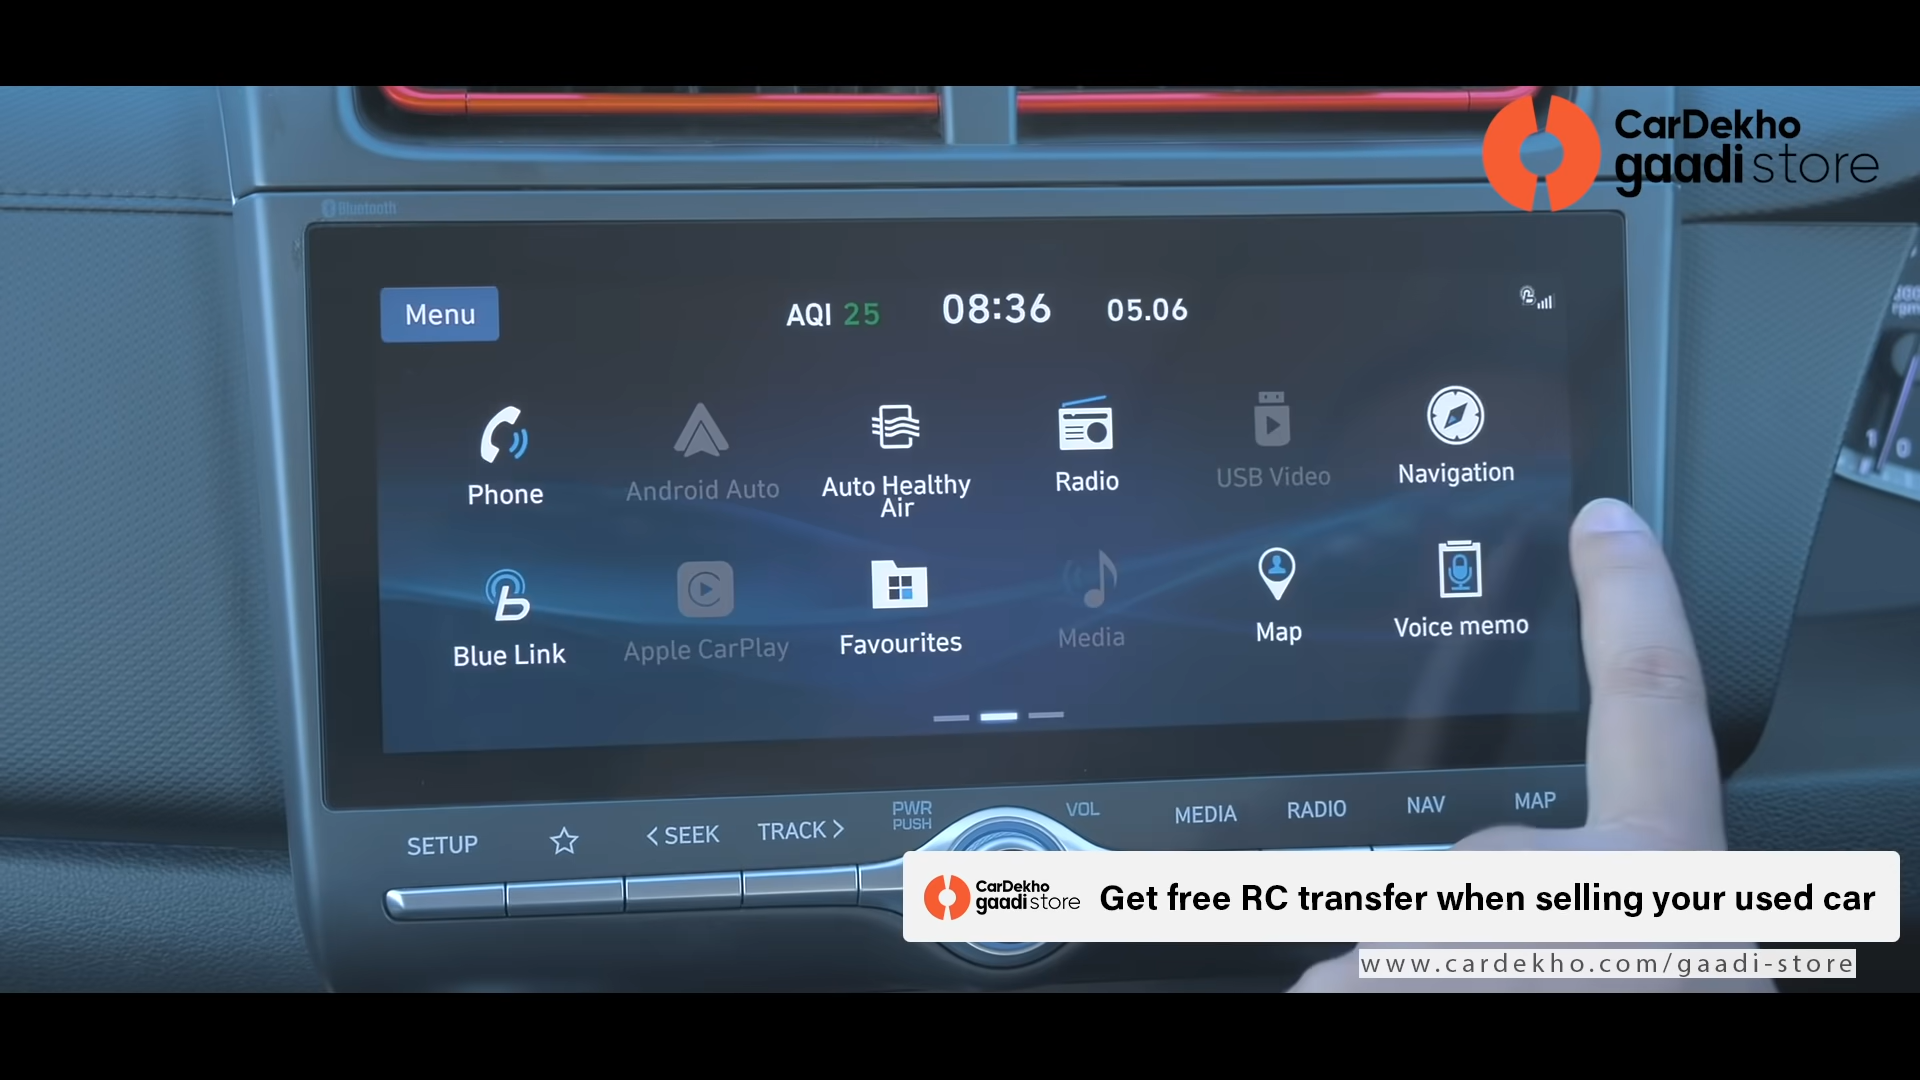 CarDekho
gaadi store
Bluetooth
Menu
AQI 25
08:36
05.06
Phone
Android Auto
Auto Healthy
Air
Radio
USB Video
Navigation
Blue Link
Apple CarPlay
Favourites
Media
Map
Voice memo
SETUP
SEEK
TRACK
PWR
PUSH
VOL
MEDIA
RADIO
NAV
MAP
CarDekho
gaadi store
Get free RC transfer when selling your used car
www.cardekho.com/gaadi-store
1
0